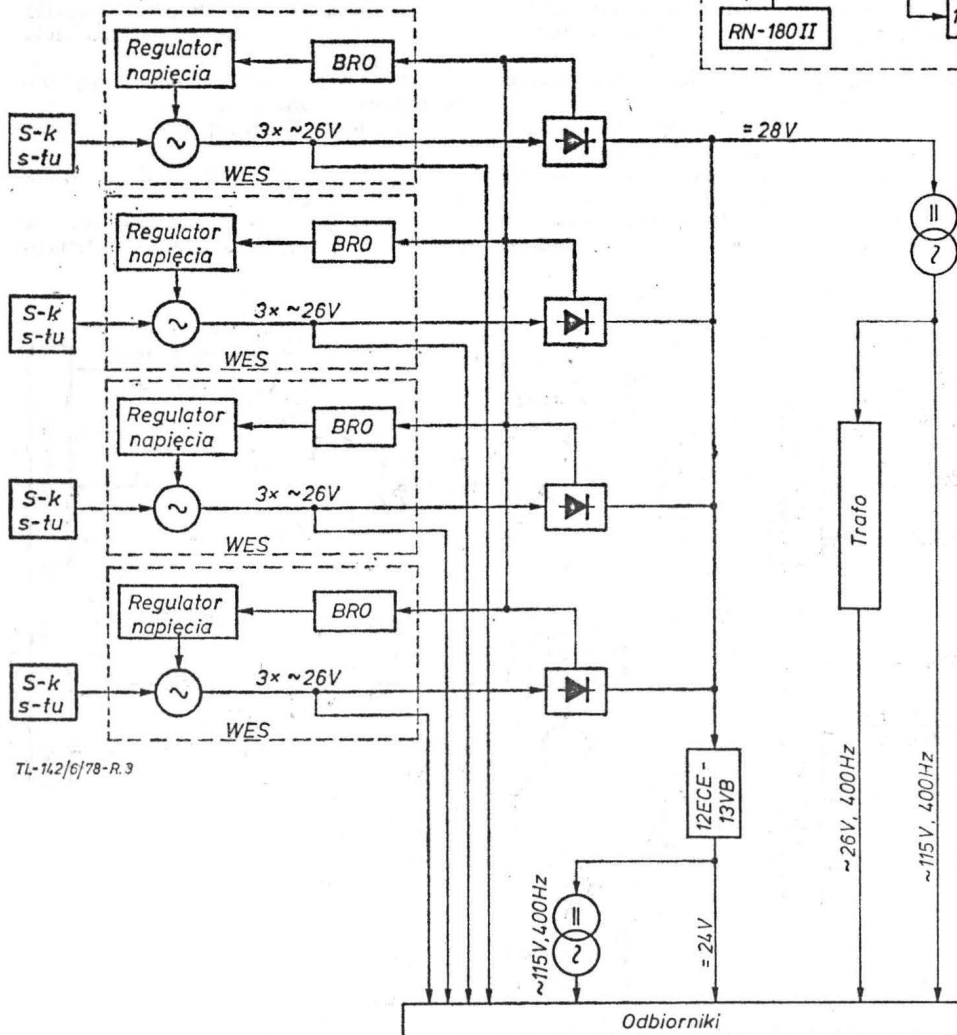 RN-180II
Regulator
napięcia
BRO
S-k
s-tu
~
3× ~26V
WES
= 28V
Regulator
napięcia
BRO
S-k
s-tu
~
3× ~26V
WES
Regulator
napięcia
BRO
S-k
s-tu
~
3× ~26V
WES
Regulator
napięcia
BRO
S-k
s-tu
~
3× ~26V
WES
TL-142/6/78-R.3
Trafo
12ECE-
13VB
~26V, 400Hz
~115V, 400Hz
~115V, 400Hz
= 24V
Odbiorniki